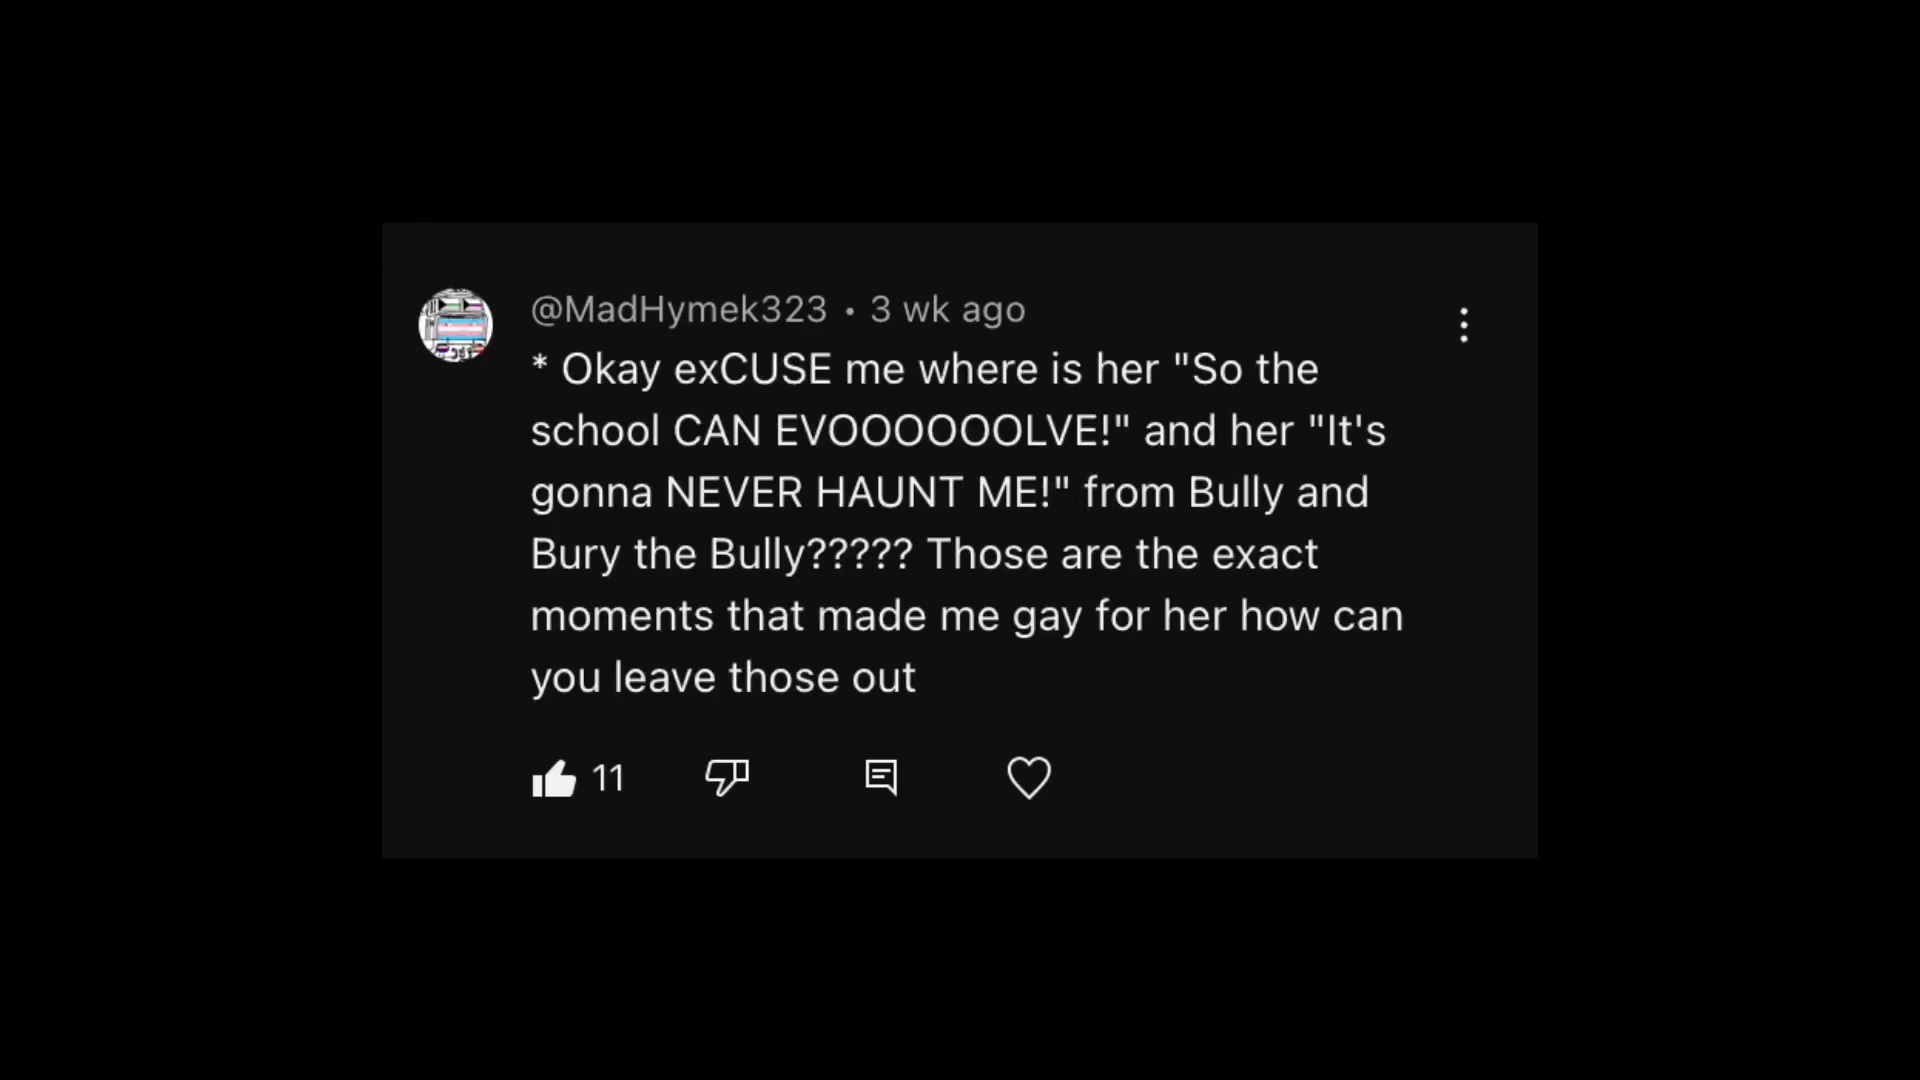 @MadHymek323 • 3 wk ago
* Okay exCUSE me where is her "So the
school CAN EVOOOOOOLVE!" and her "It's
gonna NEVER HAUNT ME!" from Bully and
Bury the Bully????? Those are the exact
moments that made me gay for her how can
you leave those out
11